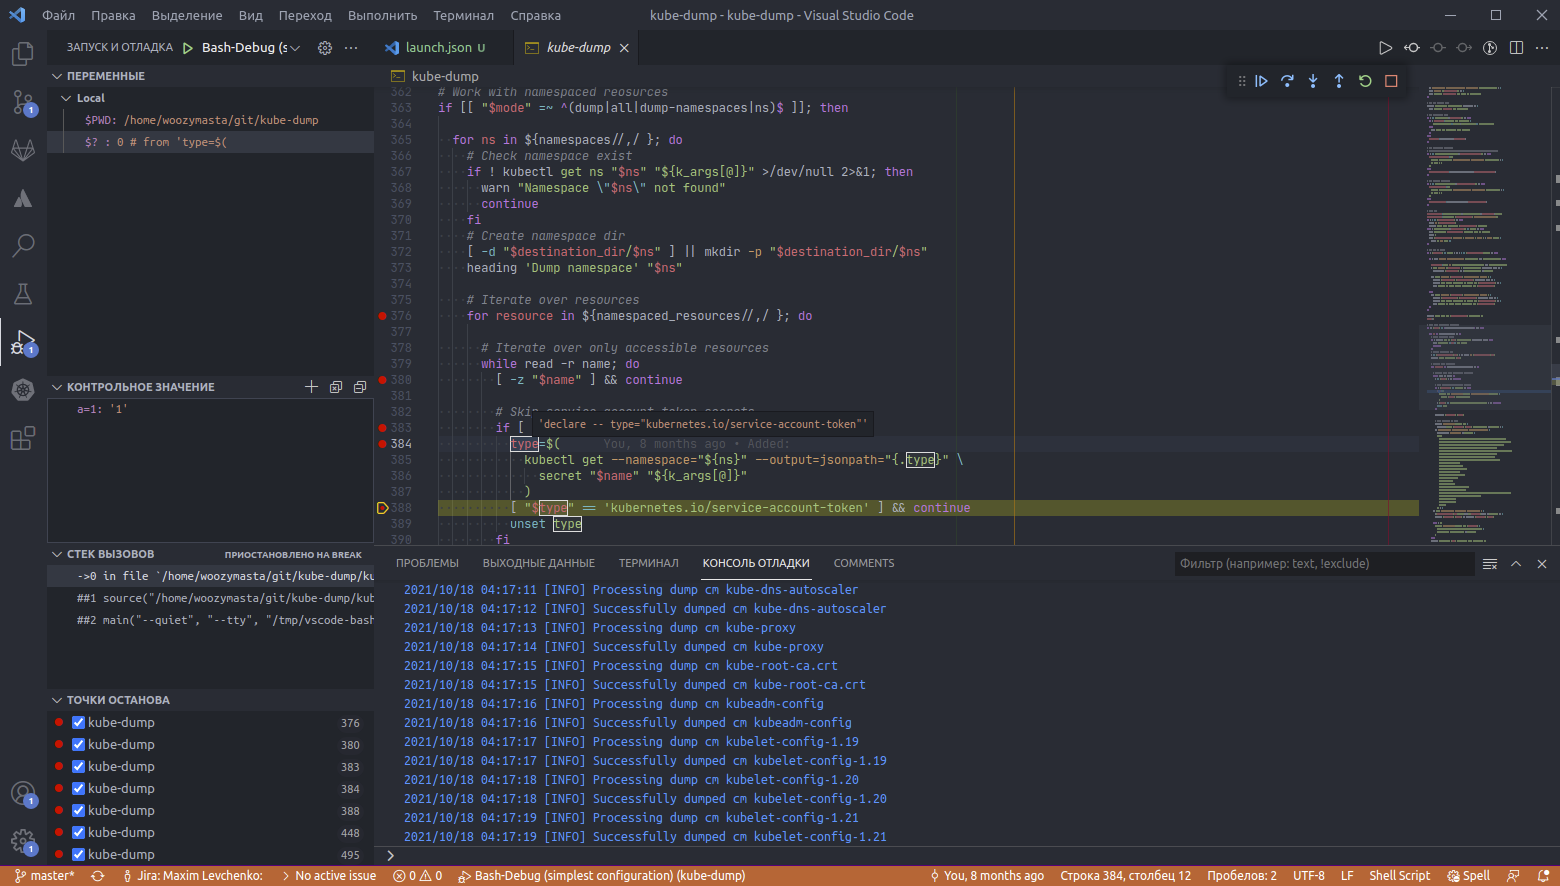 Файл Правка Выделение Вид Переход Выполнить Терминал Справка
kube-dump - kube-dump - Visual Studio Code
ЗАПУСК И ОТЛАДКА
Bash-Debug (s
launch.json U
kube-dump
ПЕРЕМЕННЫЕ
Local
$PWD: /home/woozymasta/git/kube-dump
$? : 0 # from 'type=$(
КОНТРОЛЬНОЕ ЗНАЧЕНИЕ
a=1: '1'
СТЕК ВЫЗОВОВ
ПРИОСТАНОВЛЕНО НА BREAK
->0 in file `/home/woozymasta/git/kube-dump/ku
##1 source("/home/woozymasta/git/kube-dump/kub
##2 main("--quiet", "--tty", "/tmp/vscode-bash
ТОЧКИ ОСТАНОВА
kube-dump 376
kube-dump 380
kube-dump 383
kube-dump 384
kube-dump 388
kube-dump 448
kube-dump 495
kube-dump
362 # Work with namespaced resources
363 if [[ "$mode" =~ ^(dump|all|dump-namespaces|ns)$ ]]; then
364
365 for ns in ${namespaces//,/ }; do
366 # Check namespace exist
367 if ! kubectl get ns "$ns" "${k_args[@]}" >/dev/null 2>&1; then
368 warn "Namespace \"$ns\" not found"
369 continue
370 fi
371 # Create namespace dir
372 [ -d "$destination_dir/$ns" ] || mkdir -p "$destination_dir/$ns"
373 heading 'Dump namespace' "$ns"
374
375 # Iterate over resources
376 for resource in ${namespaced_resources//,/ }; do
377
378 # Iterate over only accessible resources
379 while read -r name; do
380 [ -z "$name" ] && continue
381
382 # Skip service-account-token secrets
'declare -- type="kubernetes.io/service-account-token"'
383 if [
384 type=$( You, 8 months ago • Added:
385 kubectl get --namespace="${ns}" --output=jsonpath="{.type}" \
386 secret "$name" "${k_args[@]}"
387 )
388 [ "$type" == 'kubernetes.io/service-account-token' ] && continue
389 unset type
390 fi
ПРОБЛЕМЫ ВЫХОДНЫЕ ДАННЫЕ ТЕРМИНАЛ КОНСОЛЬ ОТЛАДКИ COMMENTS
Фильтр (например: text, !exclude)
2021/10/18 04:17:11 [INFO] Processing dump cm kube-dns-autoscaler
2021/10/18 04:17:12 [INFO] Successfully dumped cm kube-dns-autoscaler
2021/10/18 04:17:13 [INFO] Processing dump cm kube-proxy
2021/10/18 04:17:14 [INFO] Successfully dumped cm kube-proxy
2021/10/18 04:17:15 [INFO] Processing dump cm kube-root-ca.crt
2021/10/18 04:17:15 [INFO] Successfully dumped cm kube-root-ca.crt
2021/10/18 04:17:16 [INFO] Processing dump cm kubeadm-config
2021/10/18 04:17:16 [INFO] Successfully dumped cm kubeadm-config
2021/10/18 04:17:17 [INFO] Processing dump cm kubelet-config-1.19
2021/10/18 04:17:17 [INFO] Successfully dumped cm kubelet-config-1.19
2021/10/18 04:17:18 [INFO] Processing dump cm kubelet-config-1.20
2021/10/18 04:17:18 [INFO] Successfully dumped cm kubelet-config-1.20
2021/10/18 04:17:19 [INFO] Processing dump cm kubelet-config-1.21
2021/10/18 04:17:19 [INFO] Successfully dumped cm kubelet-config-1.21
master* Jira: Maxim Levchenko: No active issue 0 0 Bash-Debug (simplest configuration) (kube-dump) You, 8 months ago Строка 384, столбец 12 Пробелов: 2 UTF-8 LF Shell Script Spell